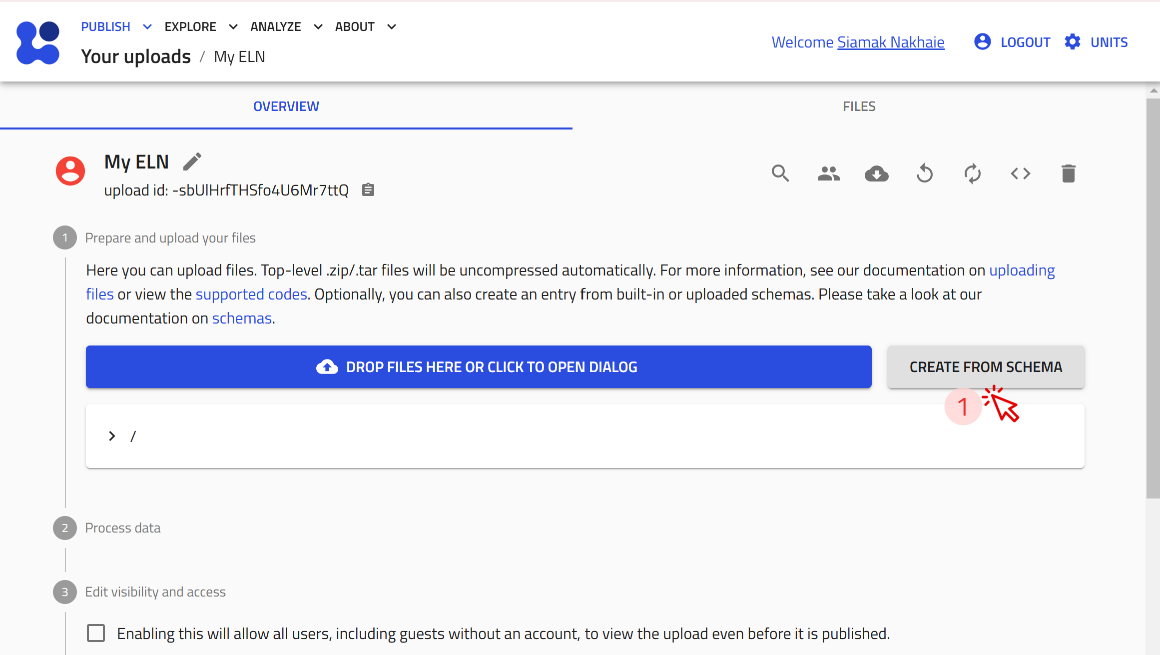 PUBLISH EXPLORE ANALYZE ABOUT
Your uploads / My ELN
Welcome Siamak Nakhaie LOGOUT UNITS
OVERVIEW FILES
My ELN
upload id: -sbUlHrfTHSfo4U6Mr7ttQ
1 Prepare and upload your files
Here you can upload files. Top-level .zip/.tar files will be uncompressed automatically. For more information, see our documentation on uploading
files or view the supported codes. Optionally, you can also create an entry from built-in or uploaded schemas. Please take a look at our
documentation on schemas.
DROP FILES HERE OR CLICK TO OPEN DIALOG CREATE FROM SCHEMA
1
/
2 Process data
3 Edit visibility and access
Enabling this will allow all users, including guests without an account, to view the upload even before it is published.